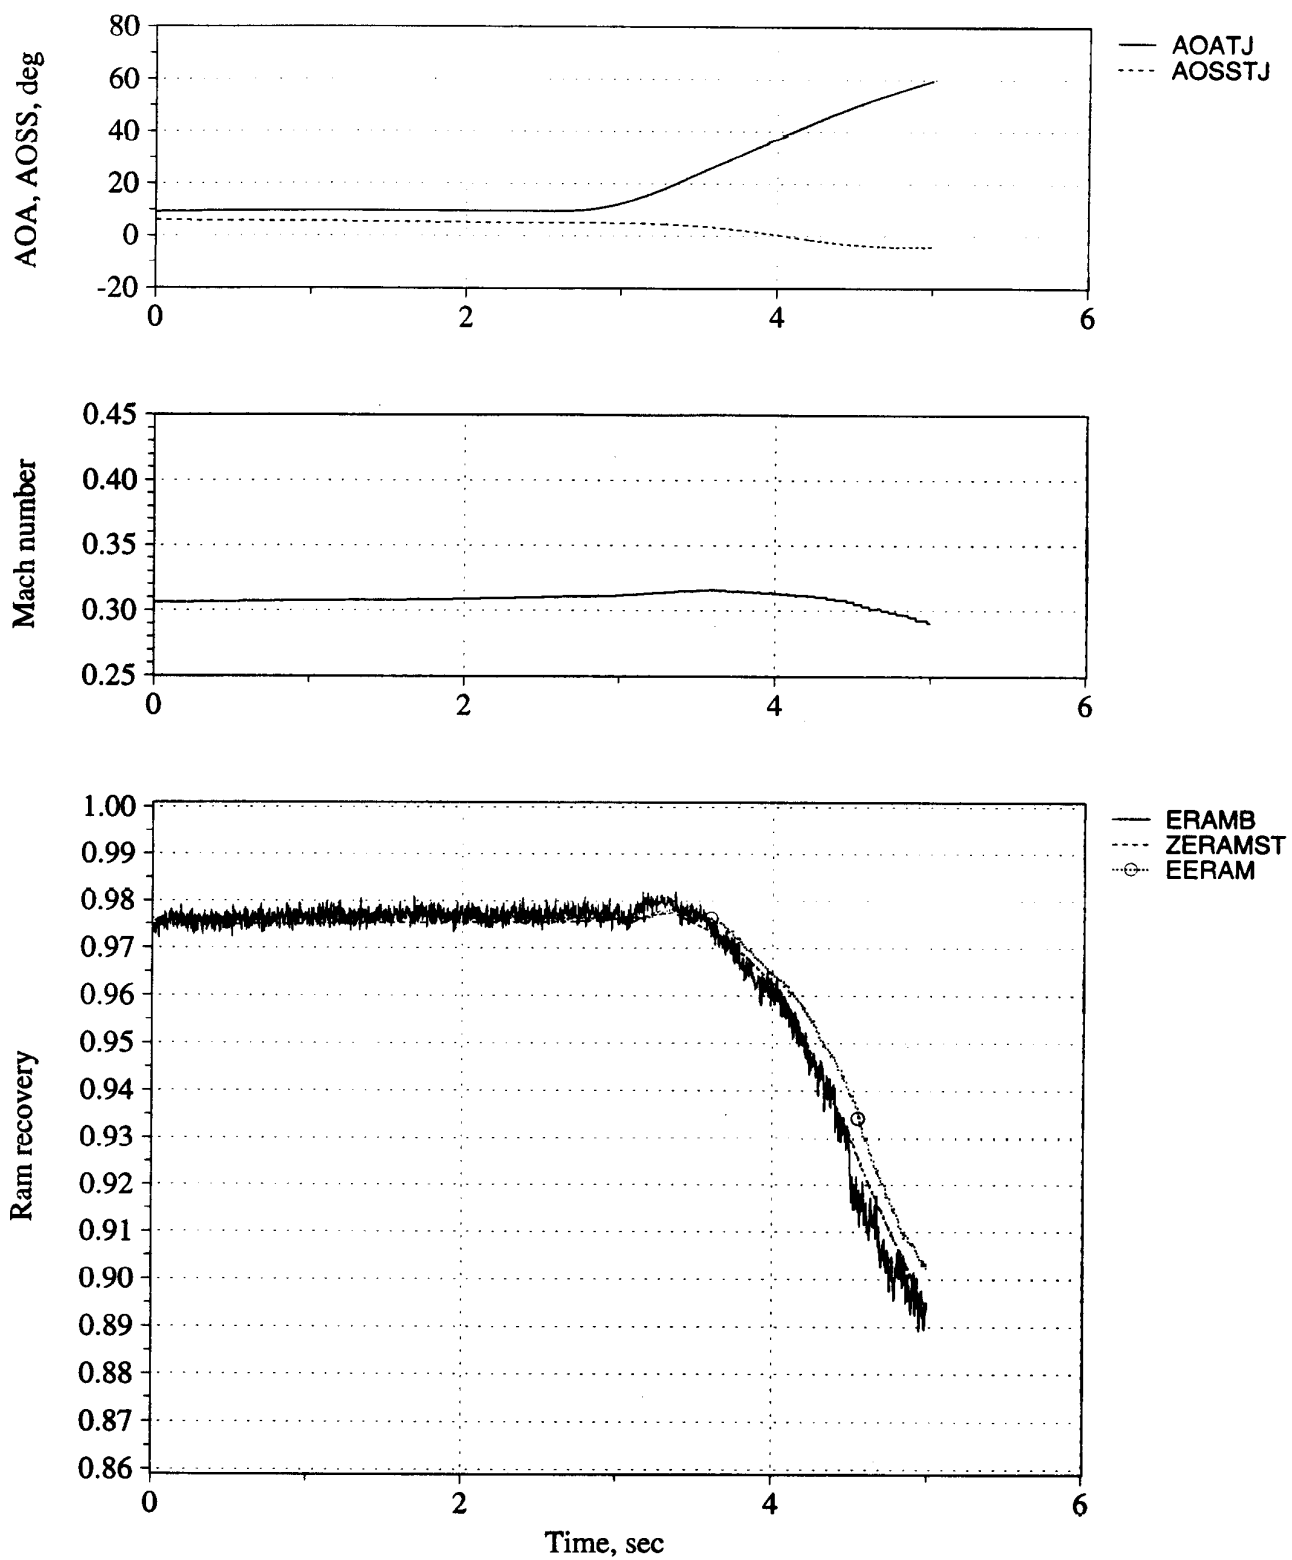 80
60
40
20
0
-20
AOA, AOSS, deg
0 2 4 6
AOATJ
AOSSTJ
0.45
0.40
0.35
0.30
0.25
Mach number
0 2 4 6
1.00
0.99
0.98
0.97
0.96
0.95
0.94
0.93
0.92
0.91
0.90
0.89
0.88
0.87
0.86
Ram recovery
0 2 4 6
Time, sec
ERAMB
ZERAMST
EERAM